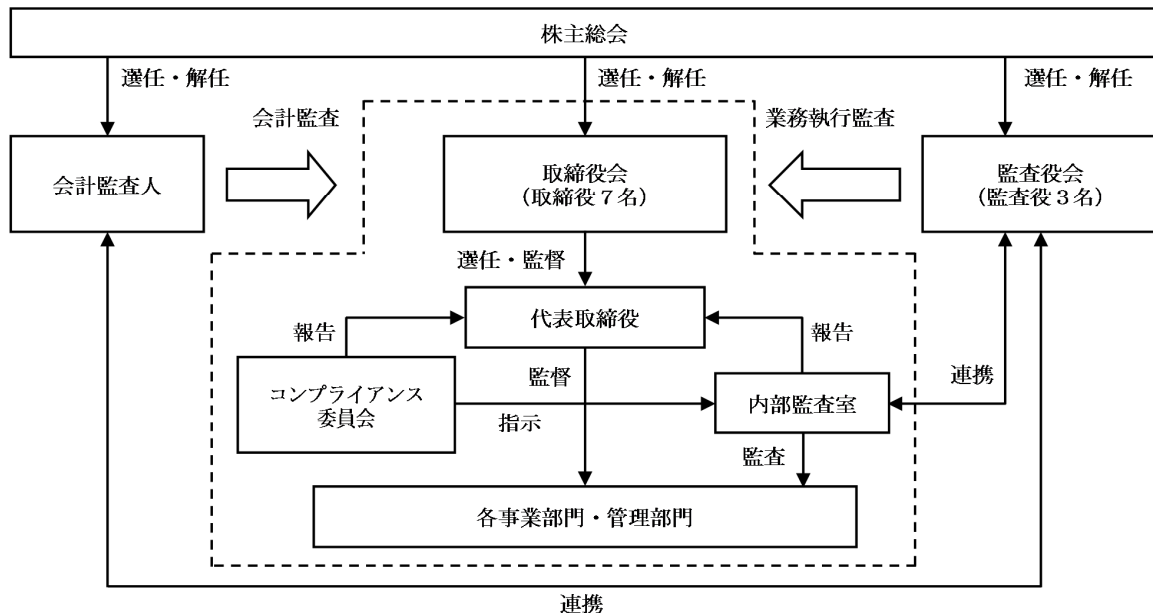 株主総会
選任・解任
選任・解任
選任・解任
会計監査
業務執行監査
会計監査人
取締役会
（取締役７名）
監査役会
（監査役３名）
選任・監督
代表取締役
報告
報告
監督
連携
コンプライアンス
委員会
内部監査室
指示
監査
各事業部門・管理部門
連携